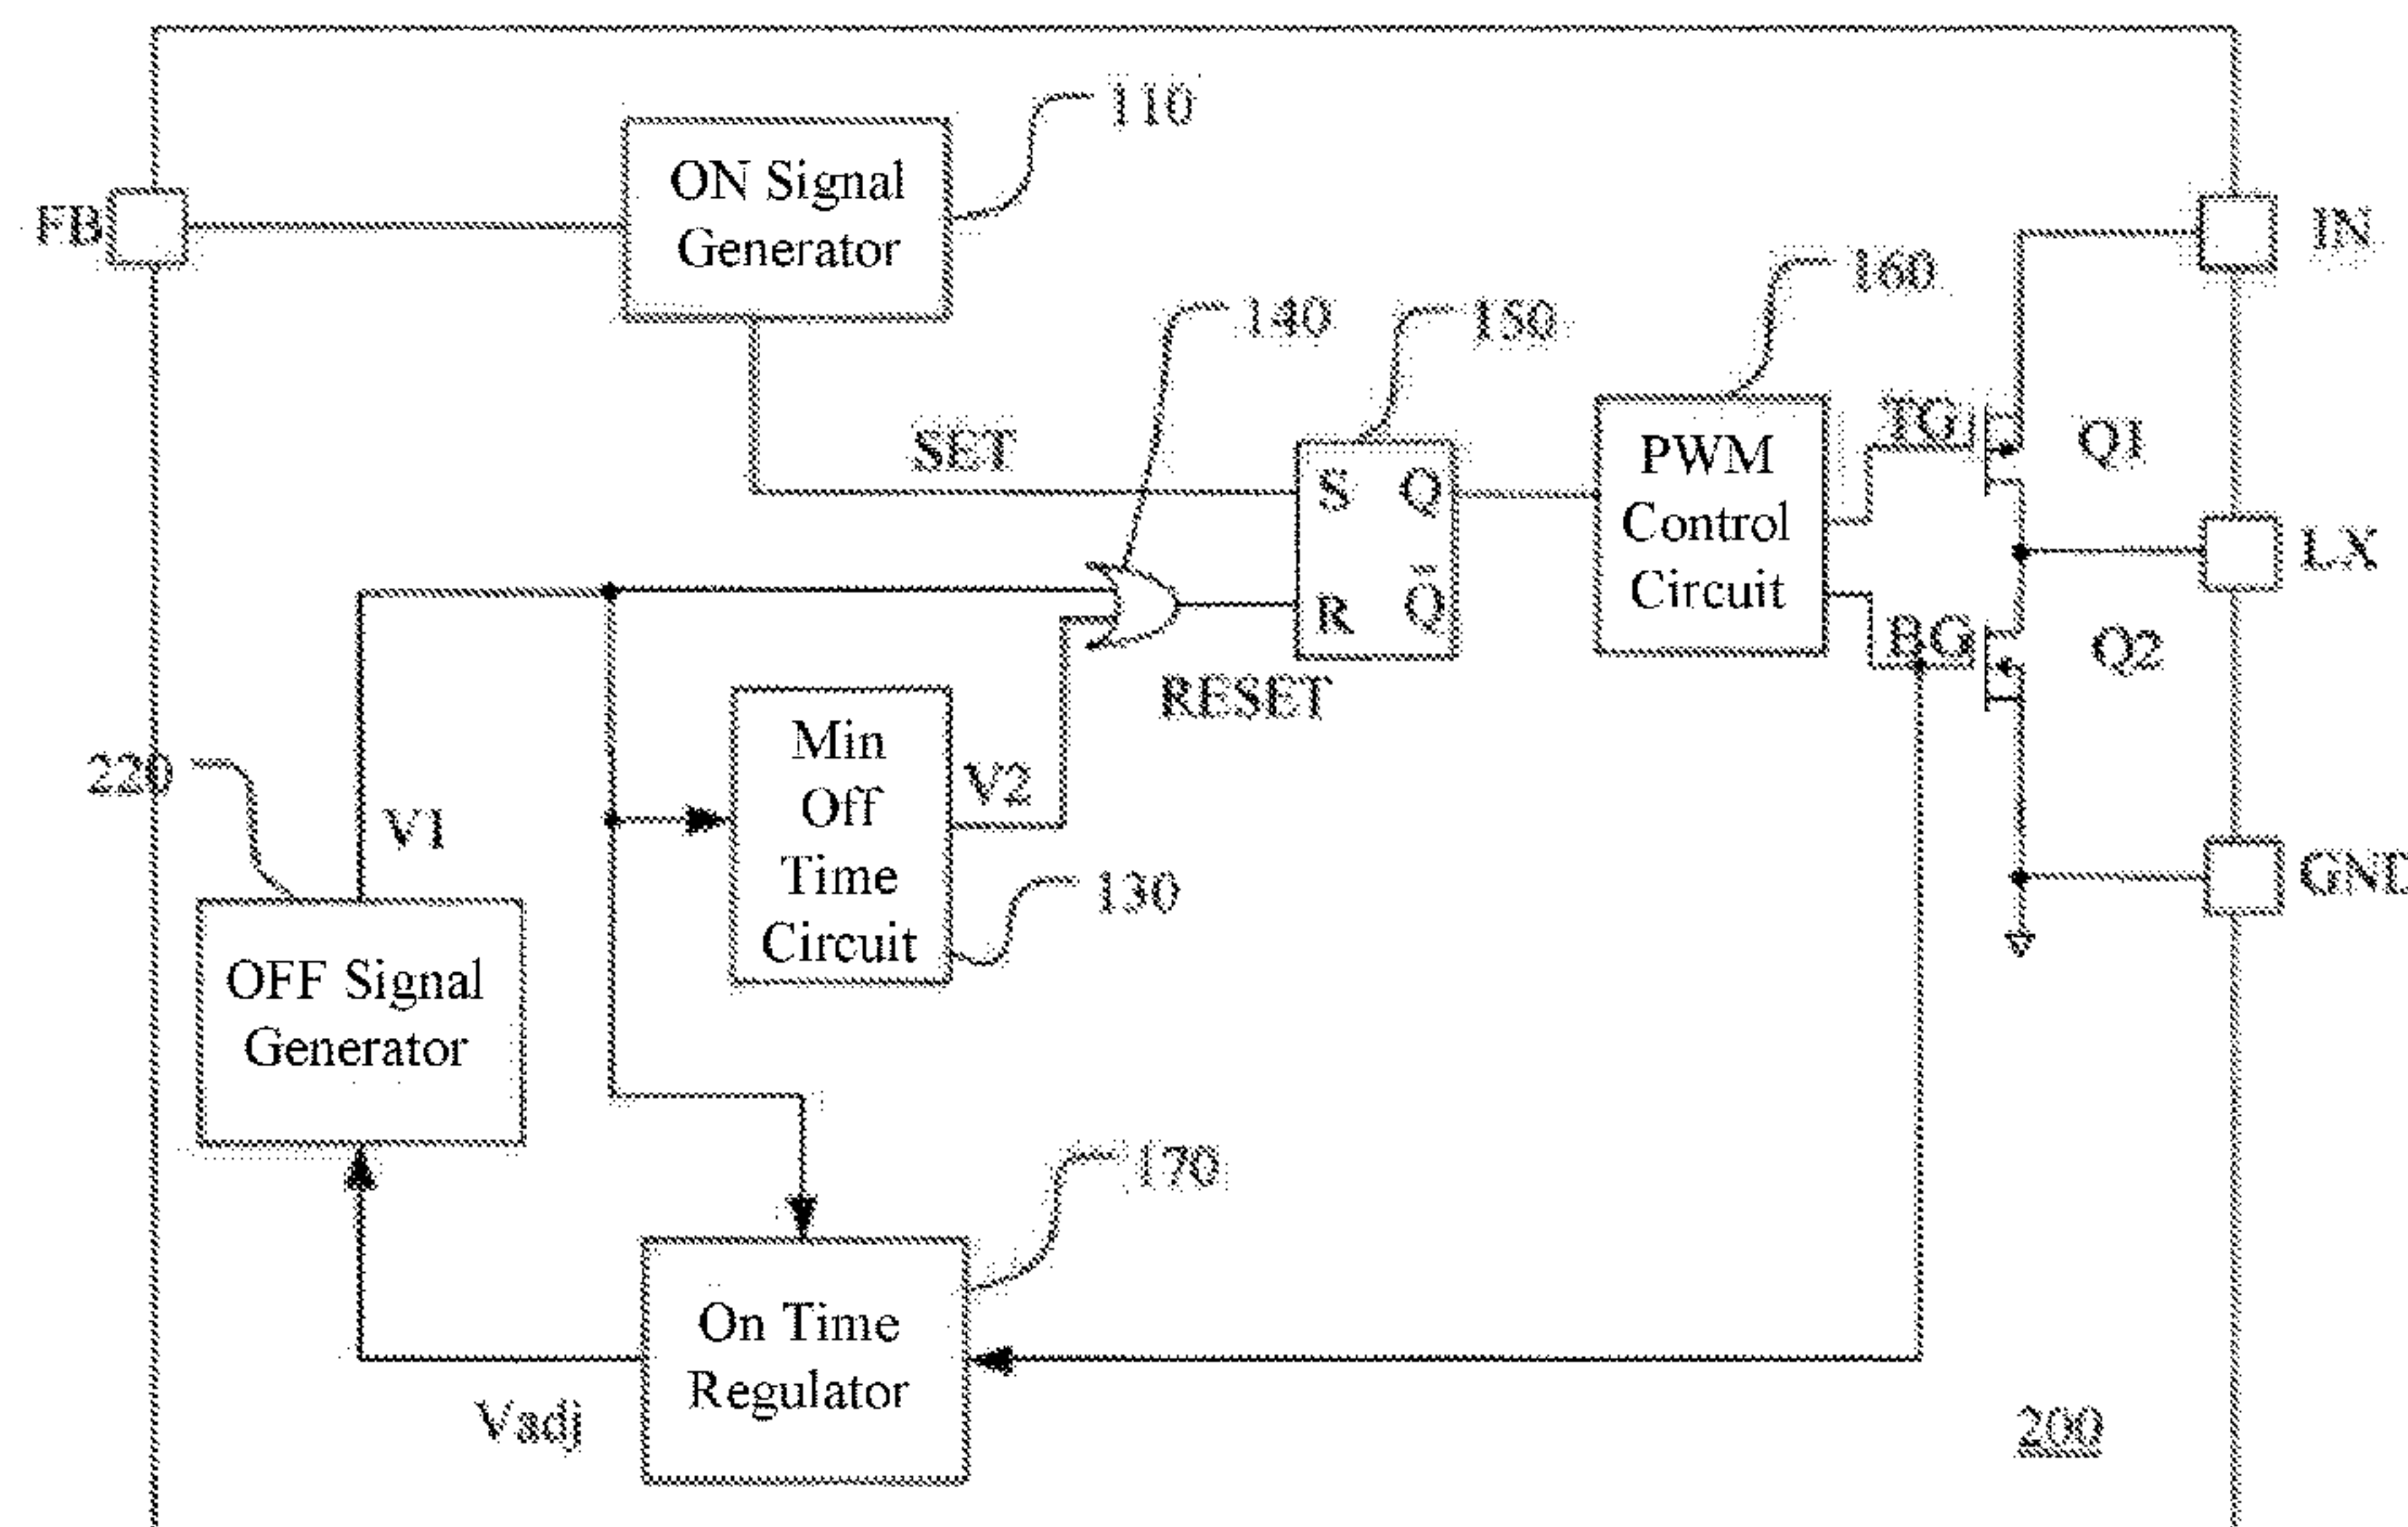 110
ON Signal
Generator
FB
IN
160
140
150
TG
Q1
SET
PWM
Control
Circuit
S Q
LX
R Q̅
BG
Q2
RESET
Min
Off
Time
Circuit
V2
220
V1
130
GND
OFF Signal
Generator
170
On Time
Regulator
Vadj
200